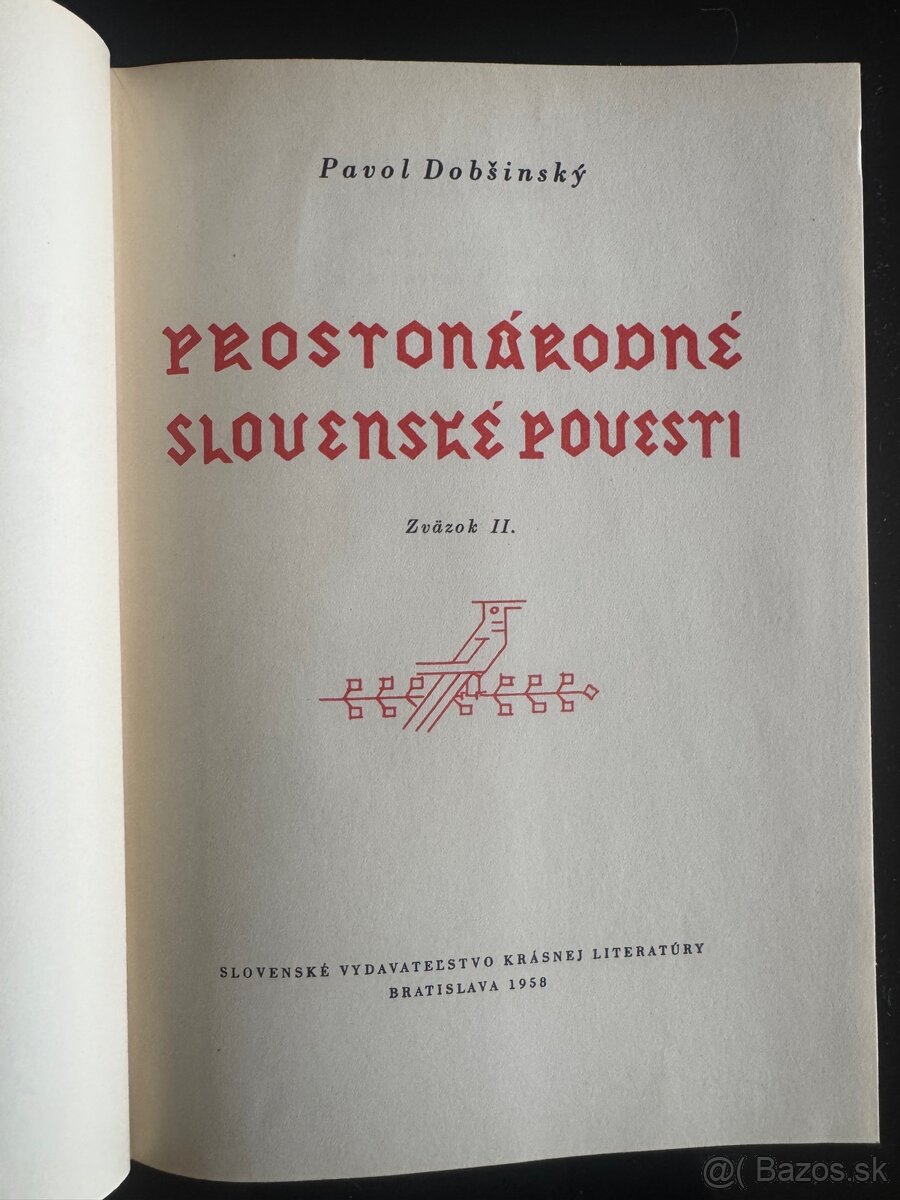 Pavol Dobšinský
PROSTONÁRODNÉ
SLOVENSKÉ POVESTI
Zväzok II.
SLOVENSKÉ VYDAVATEĽSTVO KRÁSNEJ LITERATÚRY
BRATISLAVA 1958
@( Bazos.sk